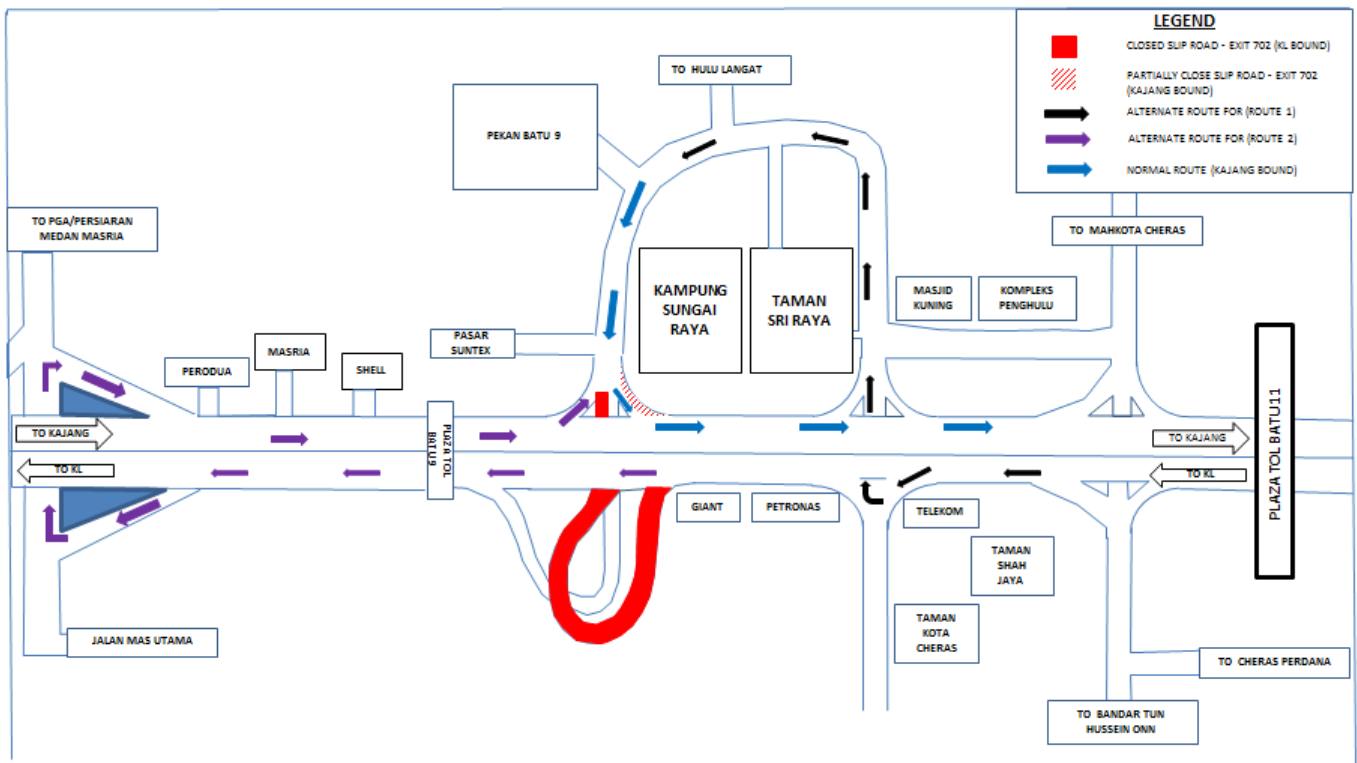 LEGEND
CLOSED SLIP ROAD - EXIT 702 (KL BOUND)
PARTIALLY CLOSE SLIP ROAD - EXIT 702
(KAJANG BOUND)
ALTERNATE ROUTE FOR (ROUTE 1)
ALTERNATE ROUTE FOR (ROUTE 2)
NORMAL ROUTE (KAJANG BOUND)
TO HULU LANGAT
PEKAN BATU 9
TO PGA/PERSIARAN
MEDAN MASRIA
TO MAHKOTA CHERAS
KAMPUNG
SUNGAI
RAYA
TAMAN
SRI RAYA
MASJID
KUNING
KOMPLEKS
PENGHULU
PASAR
SUNTEX
MASRIA
PERODUA
SHELL
PLAZA TOL
BATU9
TO KAJANG
TO KL
TO KAJANG
TO KL
PLAZA TOL BATU11
GIANT
PETRONAS
TELEKOM
TAMAN
SHAH
JAYA
TAMAN
KOTA
CHERAS
JALAN MAS UTAMA
TO CHERAS PERDANA
TO BANDAR TUN
HUSSEIN ONN